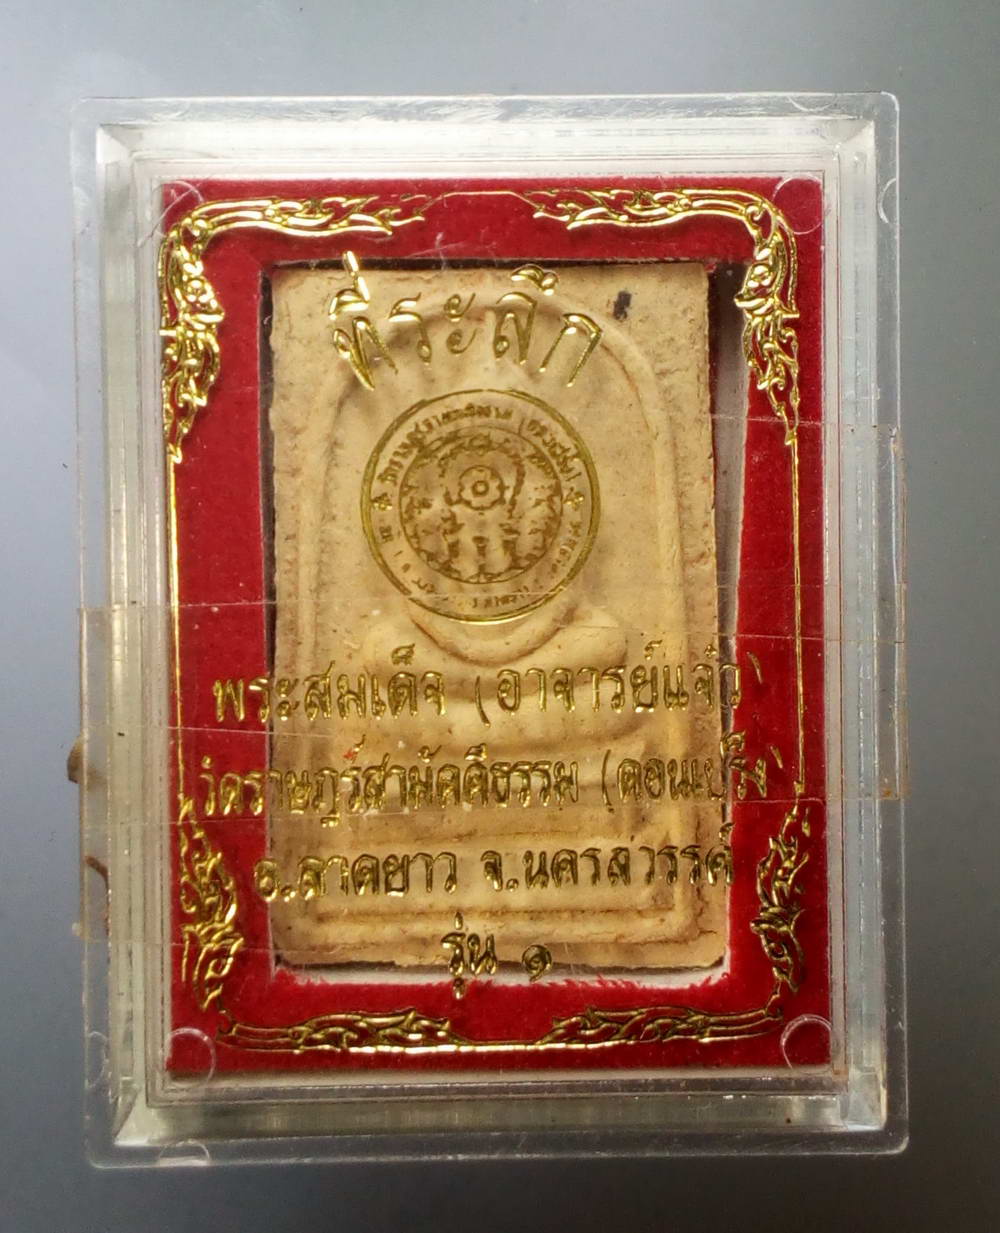 ที่ระลึก
พระสมเด็จ (อาจารย์แจ๋ว)
วัดราษฎร์สามัคคีธรรม (ดอนเปริง)
อ.ลาดยาว จ.นครสวรรค์
รุ่น ๑